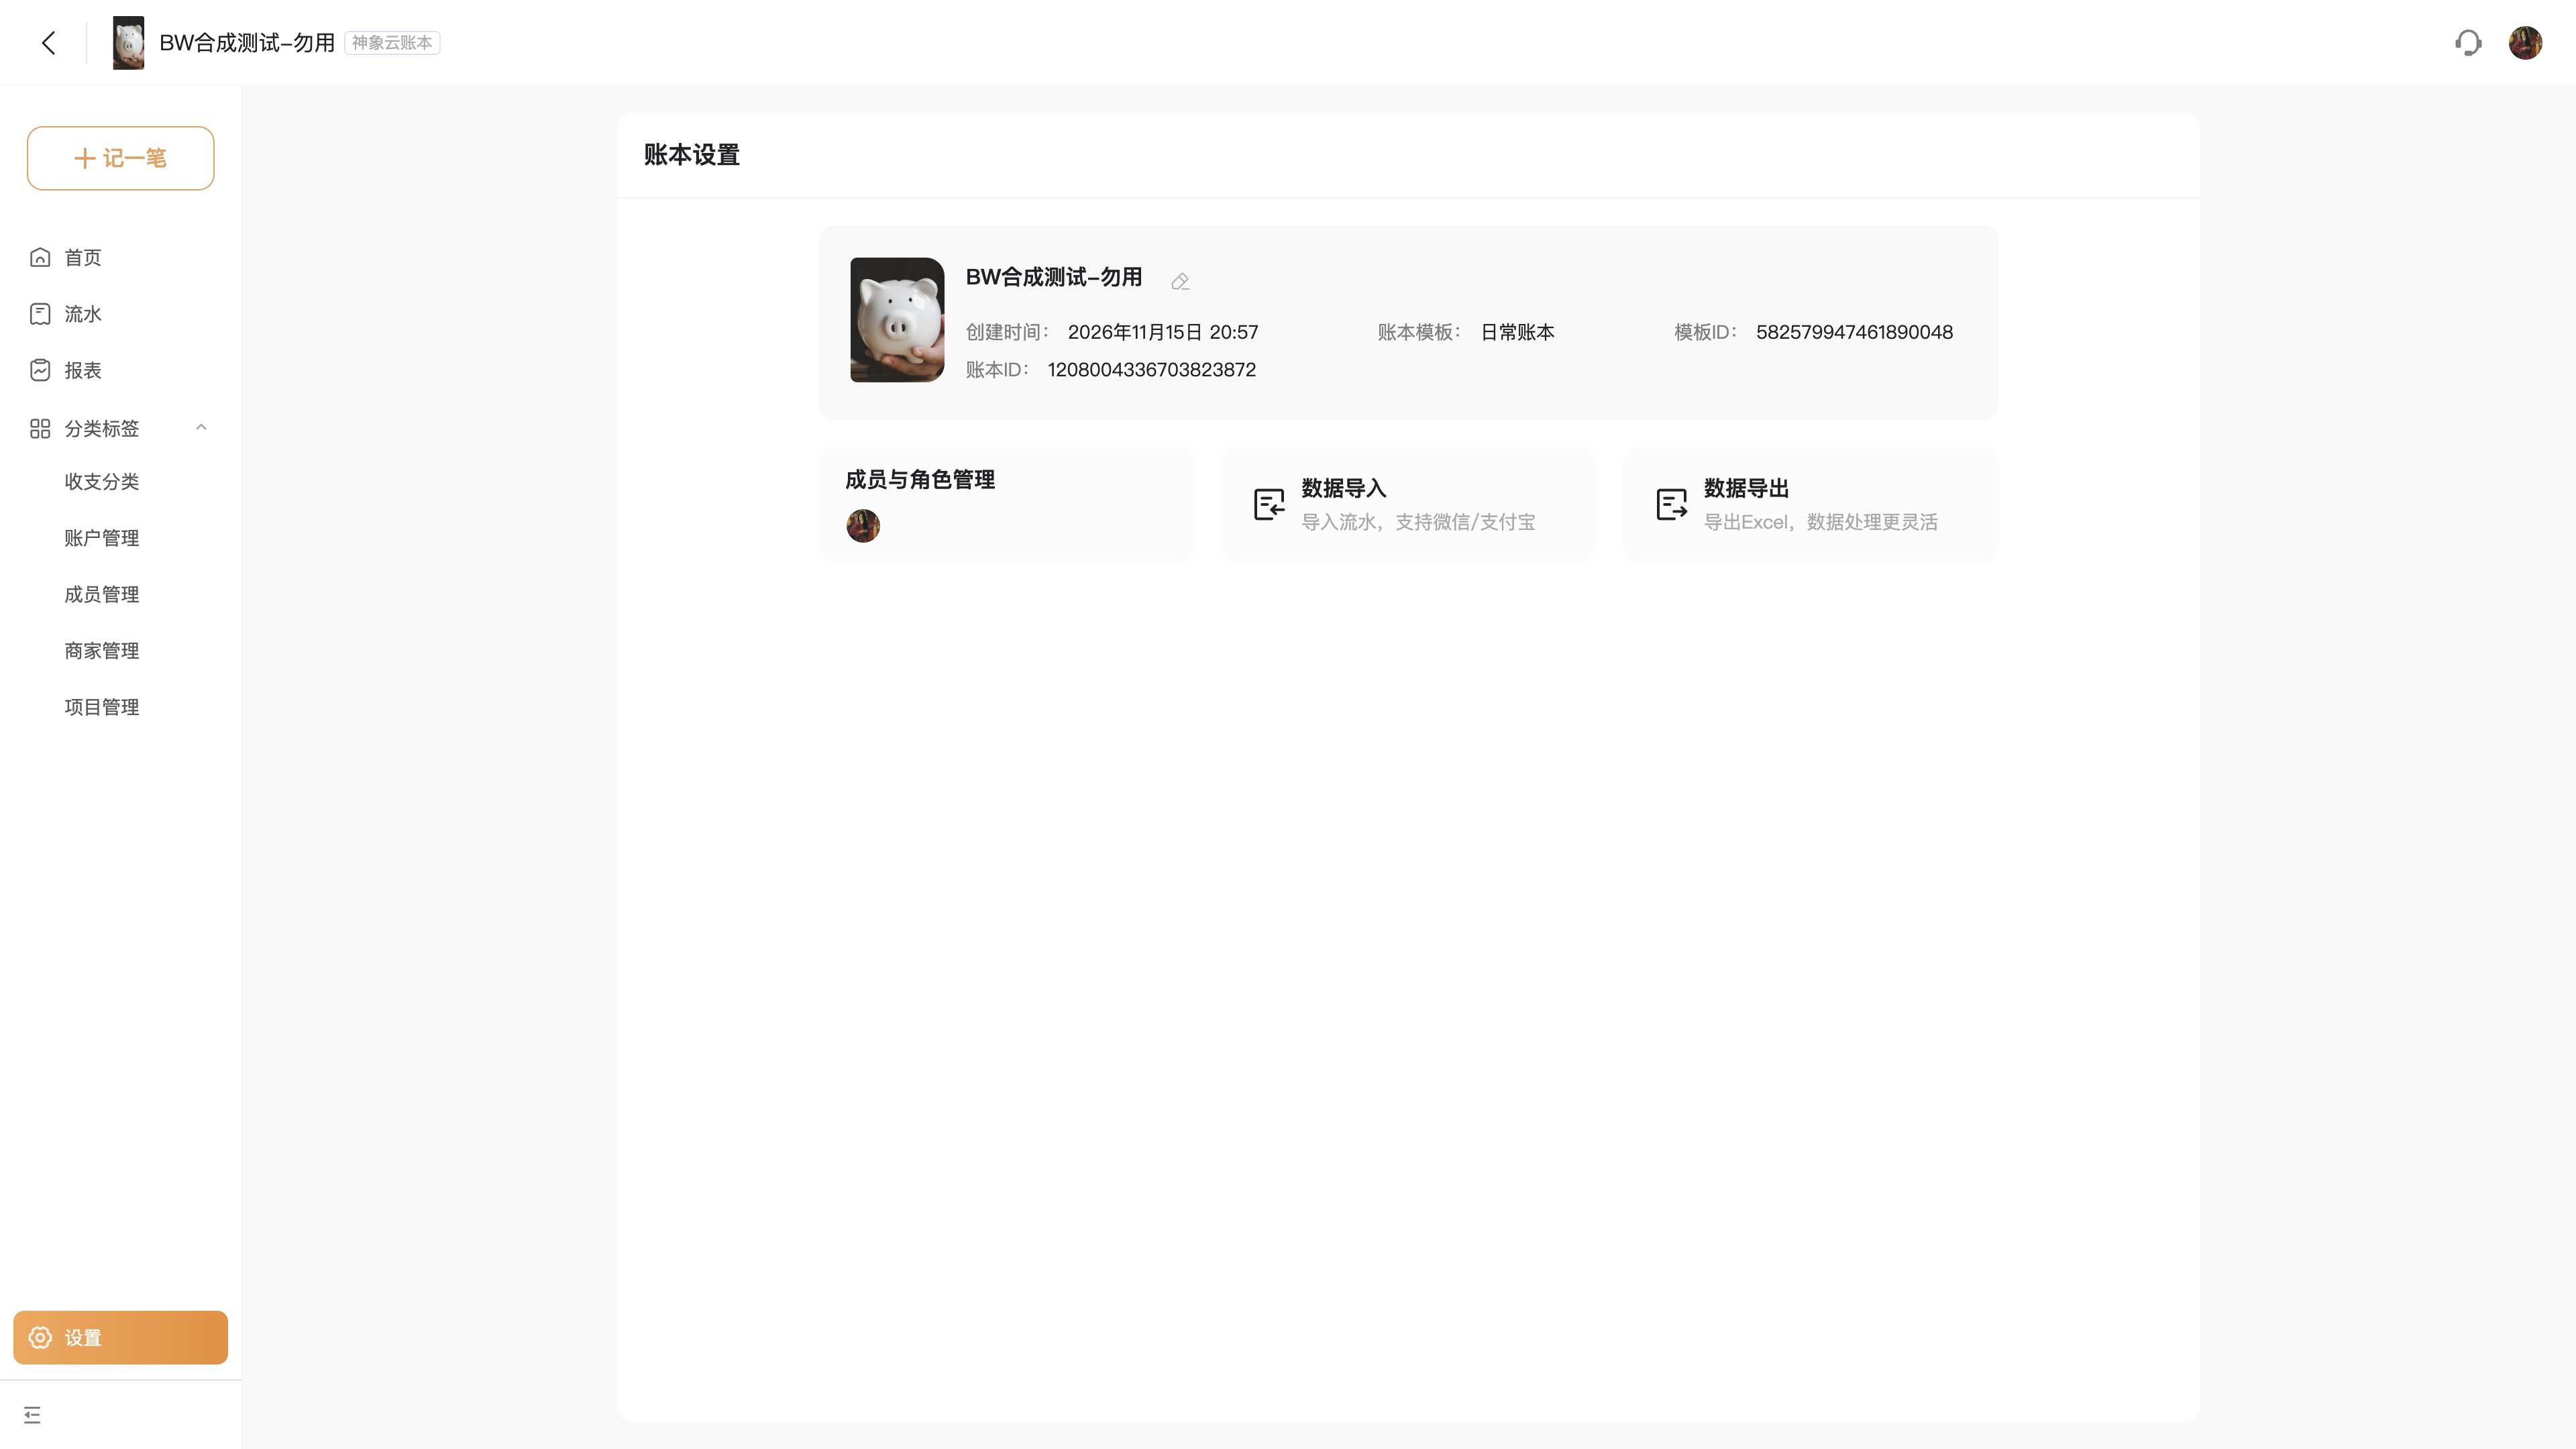 BW合成测试-勿用 神象云账本
记一笔
首页
流水
报表
分类标签
收支分类
账户管理
成员管理
商家管理
项目管理
设置
账本设置
BW合成测试-勿用
创建时间： 2026年11月15日 20:57 账本模板： 日常账本 模板ID： 582579947461890048
账本ID： 1208004336703823872
成员与角色管理
数据导入
导入流水，支持微信/支付宝
数据导出
导出Excel，数据处理更灵活